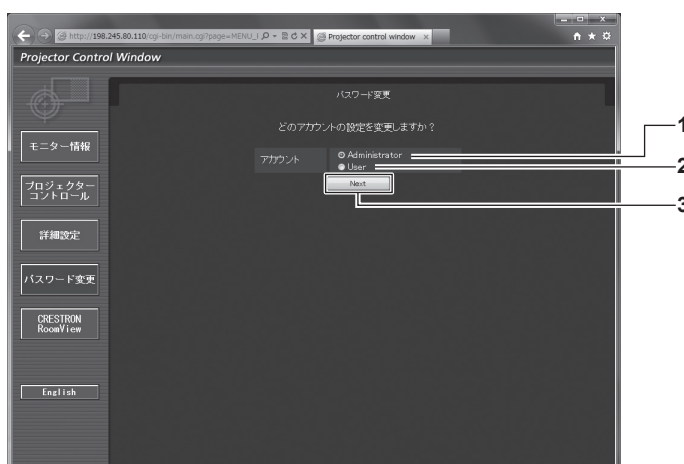 http://198.245.80.110/cgi-bin/main.cgi?page=MENU_
Projector control window
Projector Control Window
パスワード変更
どのアカウントの設定を変更しますか?
アカウント
Administrator
User
Next
モニター情報
プロジェクター
コントロール
詳細設定
パスワード変更
CRESTRON
RoomView
English
1
2
3